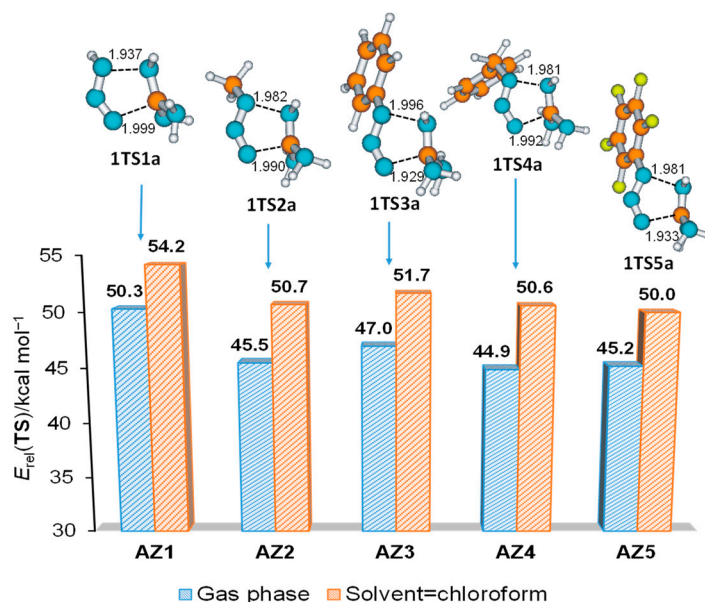 1.937
1.999
1TS1a
1.982
1.990
1TS2a
1.996
1.929
1TS3a
1.981
1.992
1TS4a
1.981
1.933
1TS5a
E_rel(TS)/kcal mol⁻¹
55
50
45
40
35
30
50.3 54.2
45.5 50.7
47.0 51.7
44.9 50.6
45.2 50.0
AZ1 AZ2 AZ3 AZ4 AZ5
Gas phase Solvent=chloroform